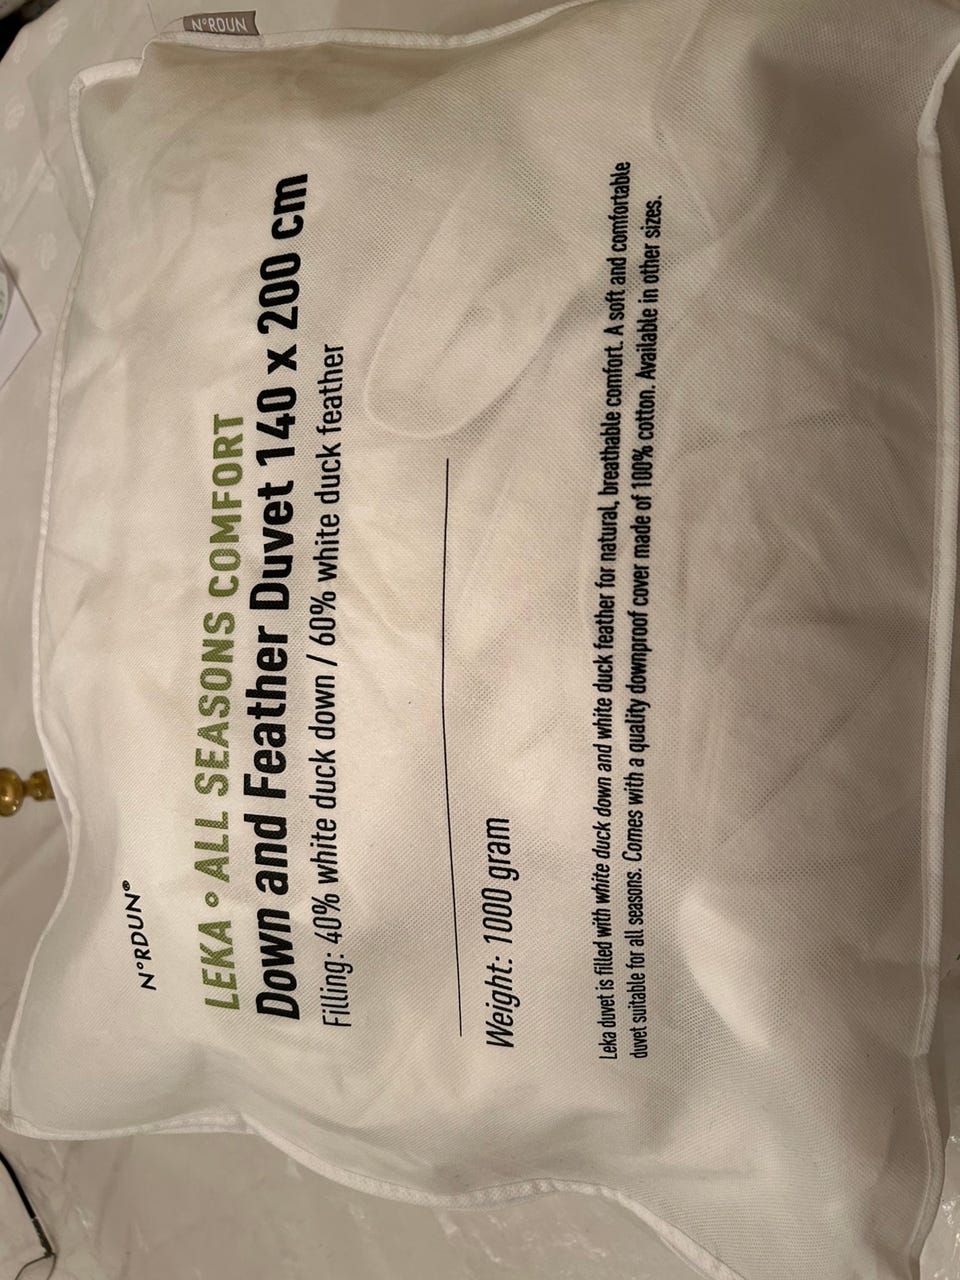 N°RDUN
N°RDUN®
LEKA ° ALL SEASONS COMFORT
Down and Feather Duvet 140 x 200 cm
Filling: 40% white duck down / 60% white duck feather
Weight: 1000 gram
Leka duvet is filled with white duck down and white duck feather for natural, breathable comfort. A soft and comfortable
duvet suitable for all seasons. Comes with a quality downproof cover made of 100% cotton. Available in other sizes.